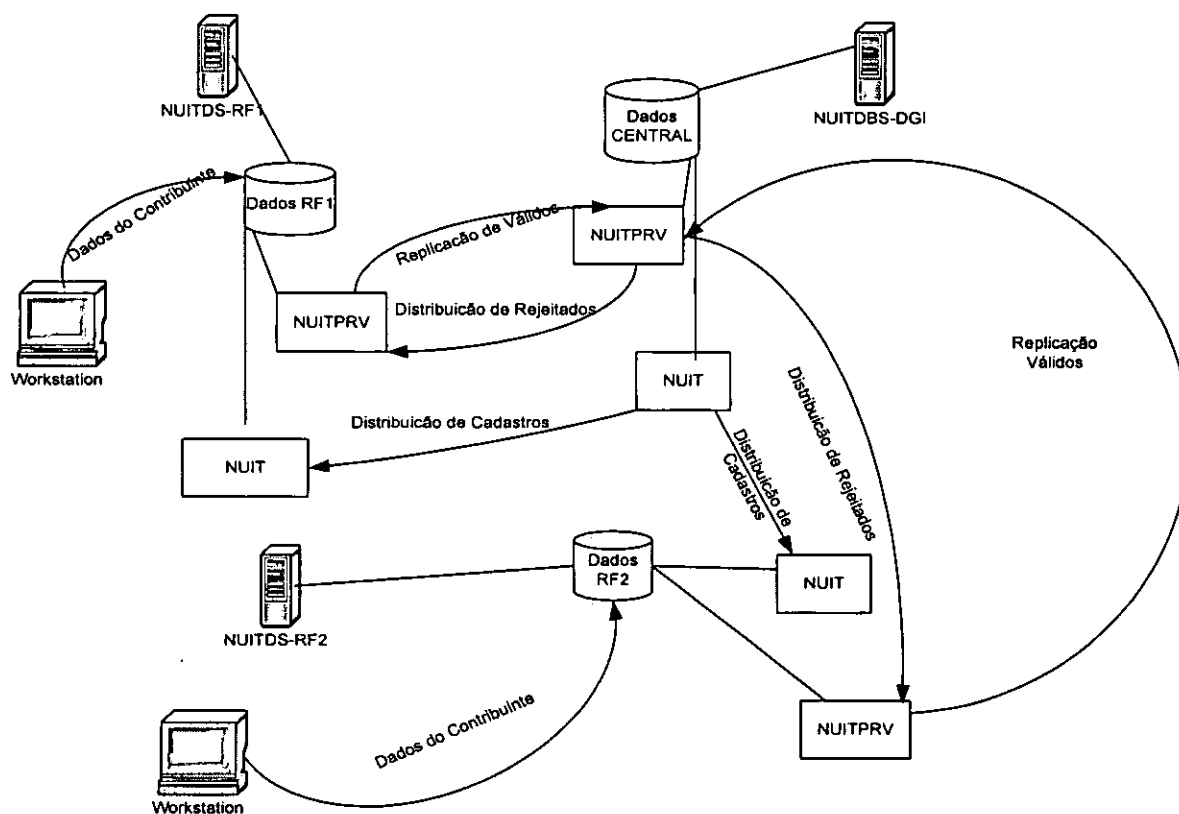 NUITDS-RF1
Dados
CENTRAL
NUITDBS-DGI
Dados do Contribuinte
Dados RF1
Replicação de Válidos
NUITPRV
NUITPRV
Distribuicão de Rejeitados
Workstation
Replicação
Válidos
NUIT
Distribuicão de Cadastros
Distribuicão de Rejeitados
NUIT
Distribuicão de
Cadastros
Dados
RF2
NUIT
NUITDS-RF2
Dados do Contribuínte
NUITPRV
Workstation